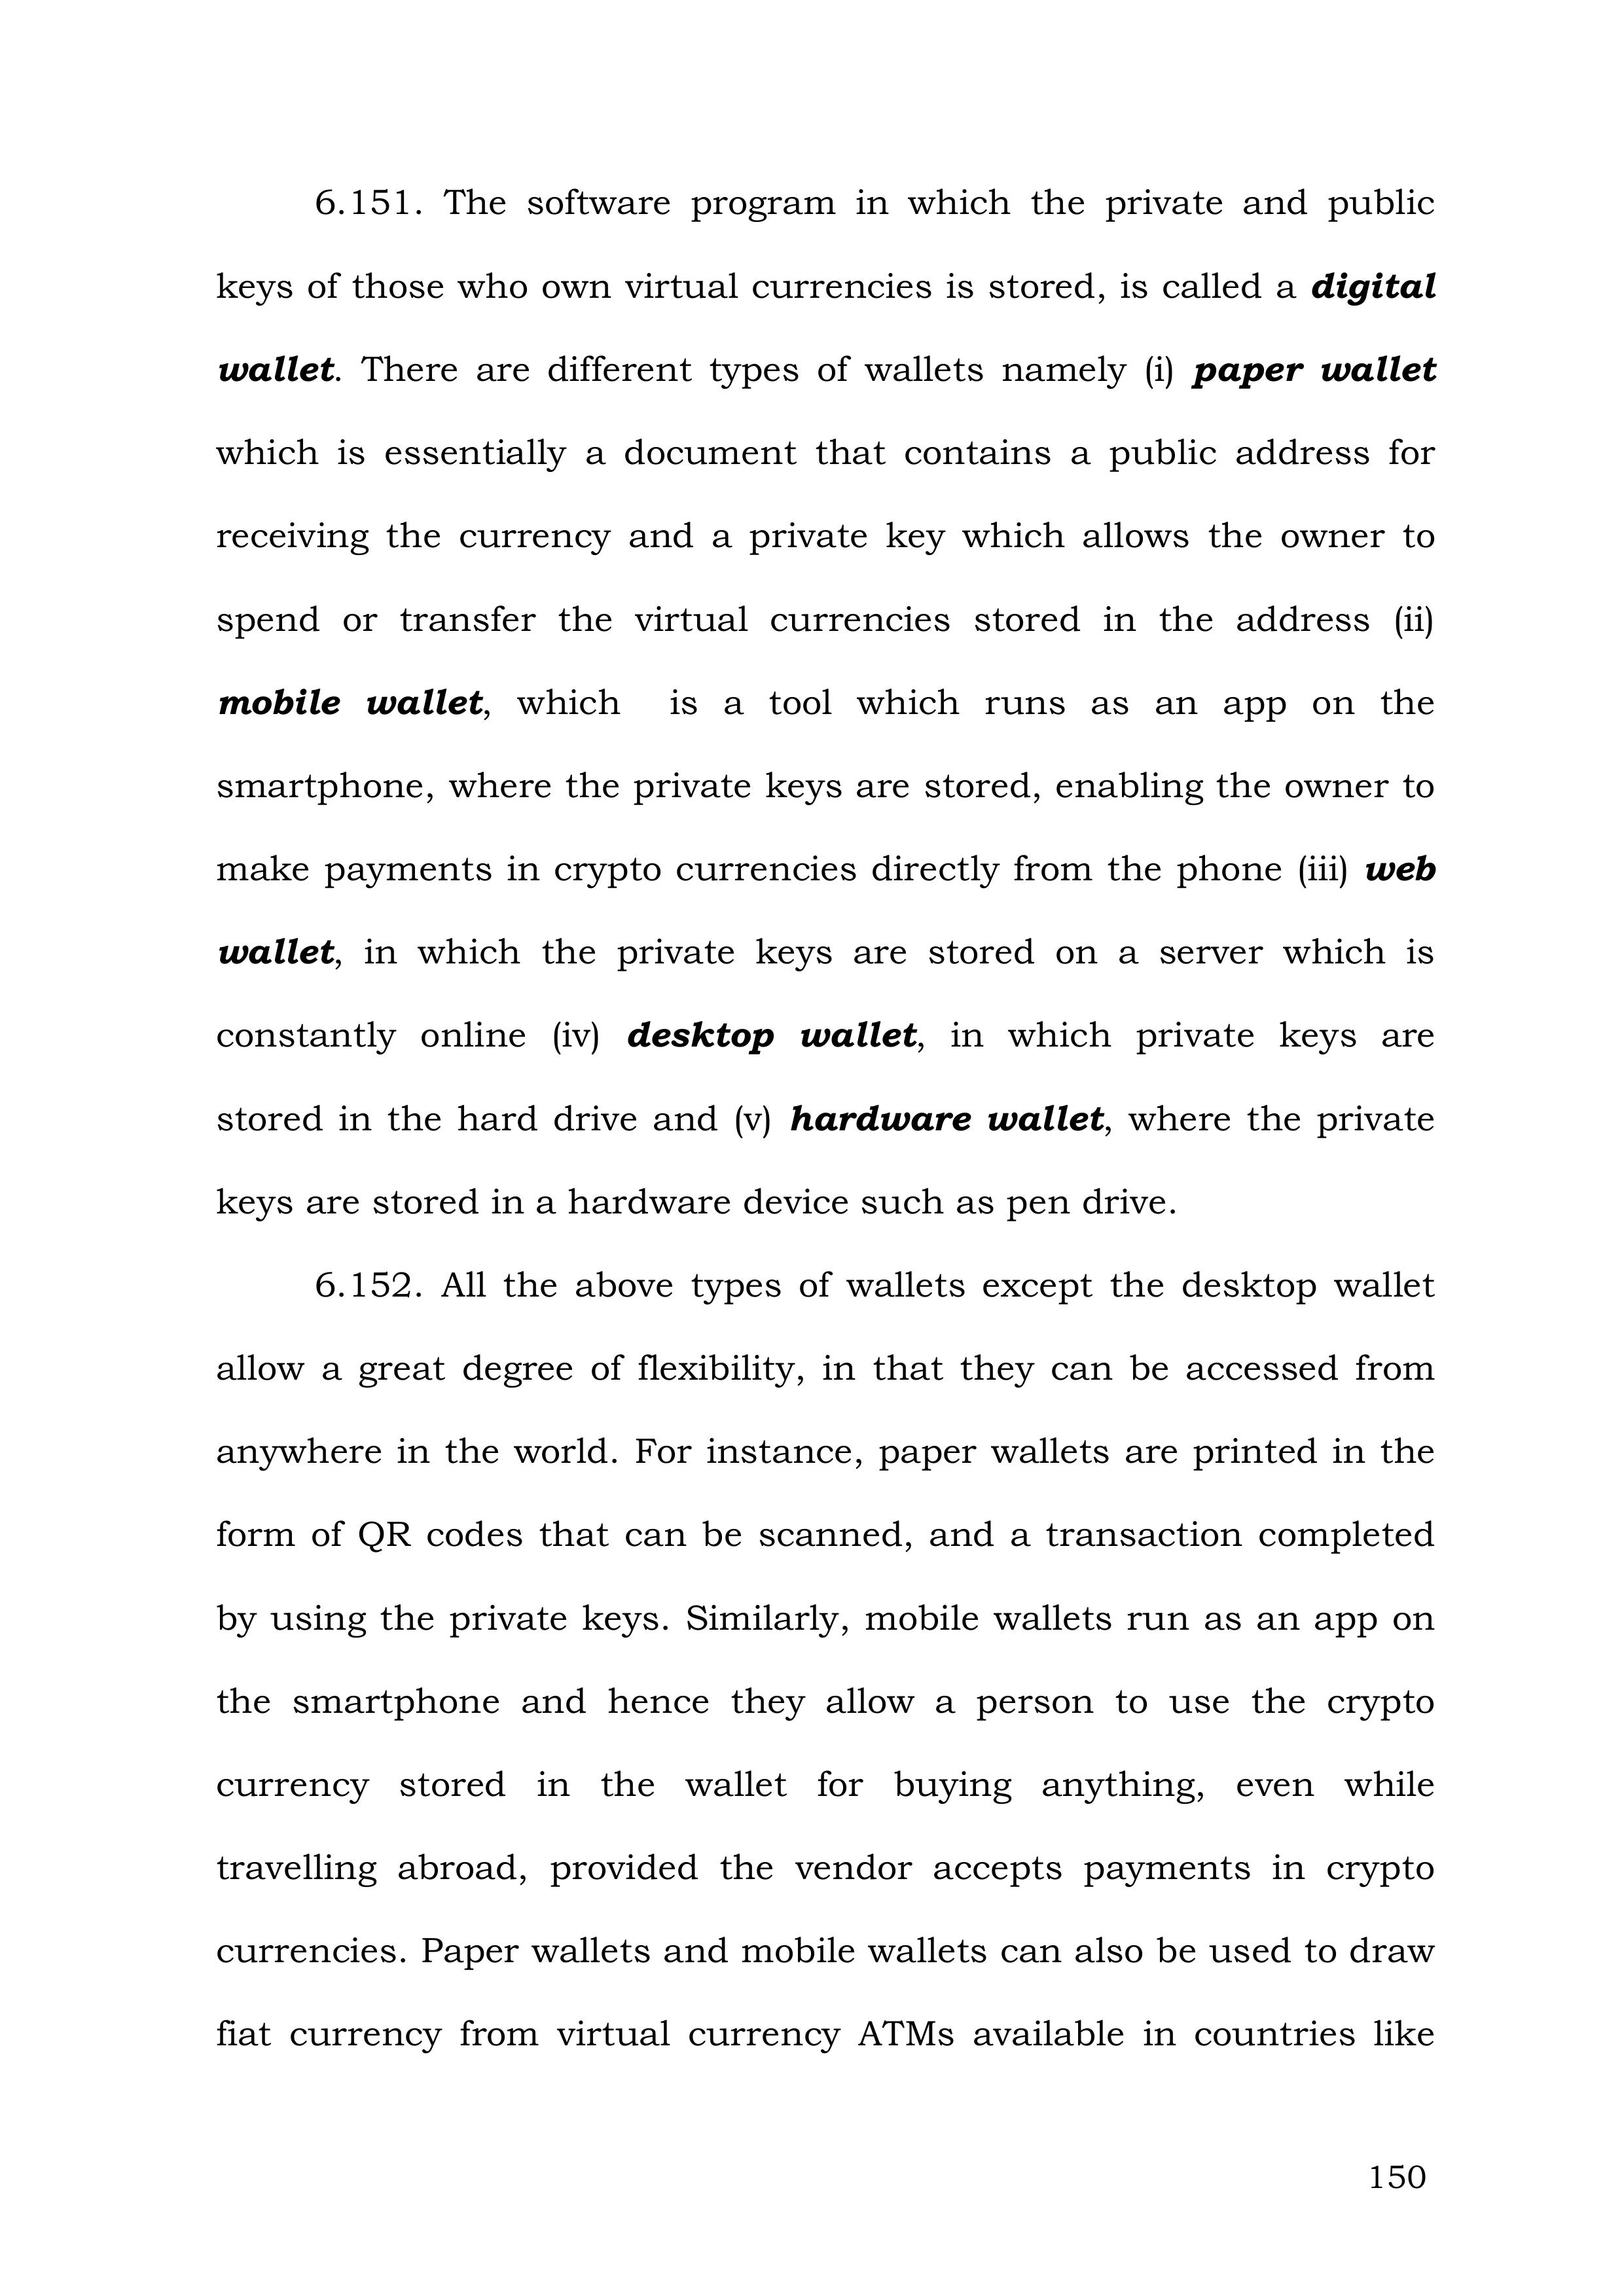 6.151. The software program in which the private and public
keys of those who own virtual currencies is stored, is called a digital
wallet. There are different types of wallets namely (i) paper wallet
which is essentially a document that contains a public address for
receiving the currency and a private key which allows the owner to
spend or transfer the virtual currencies stored in the address (ii)
mobile wallet, which is a tool which runs as an app on the
smartphone, where the private keys are stored, enabling the owner to
make payments in crypto currencies directly from the phone (iii) web
wallet, in which the private keys are stored on a server which is
constantly online (iv) desktop wallet, in which private keys are
stored in the hard drive and (v) hardware wallet, where the private
keys are stored in a hardware device such as pen drive.
6.152. All the above types of wallets except the desktop wallet
allow a great degree of flexibility, in that they can be accessed from
anywhere in the world. For instance, paper wallets are printed in the
form of QR codes that can be scanned, and a transaction completed
by using the private keys. Similarly, mobile wallets run as an app on
the smartphone and hence they allow a person to use the crypto
currency stored in the wallet for buying anything, even while
travelling abroad, provided the vendor accepts payments in crypto
currencies. Paper wallets and mobile wallets can also be used to draw
fiat currency from virtual currency ATMs available in countries like
150